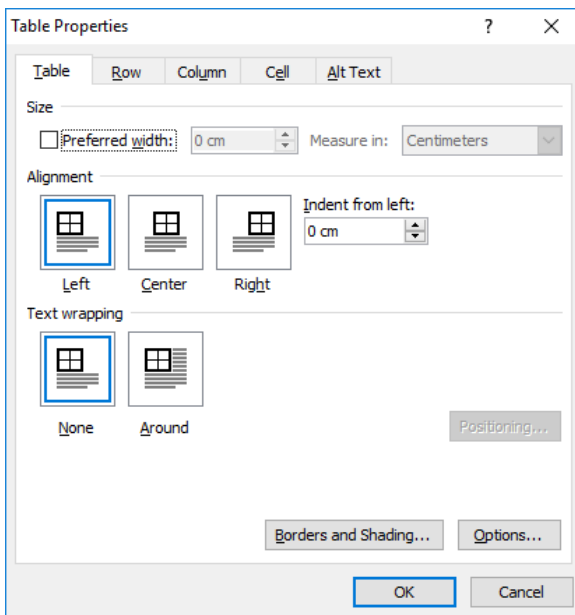 Table Properties ?
Table Row Column Cell Alt Text
Size
Preferred width: 0 cm Measure in: Centimeters
Alignment
Indent from left:
0 cm
Left Center Right
Text wrapping
None Around
Positioning...
Borders and Shading... Options...
OK Cancel